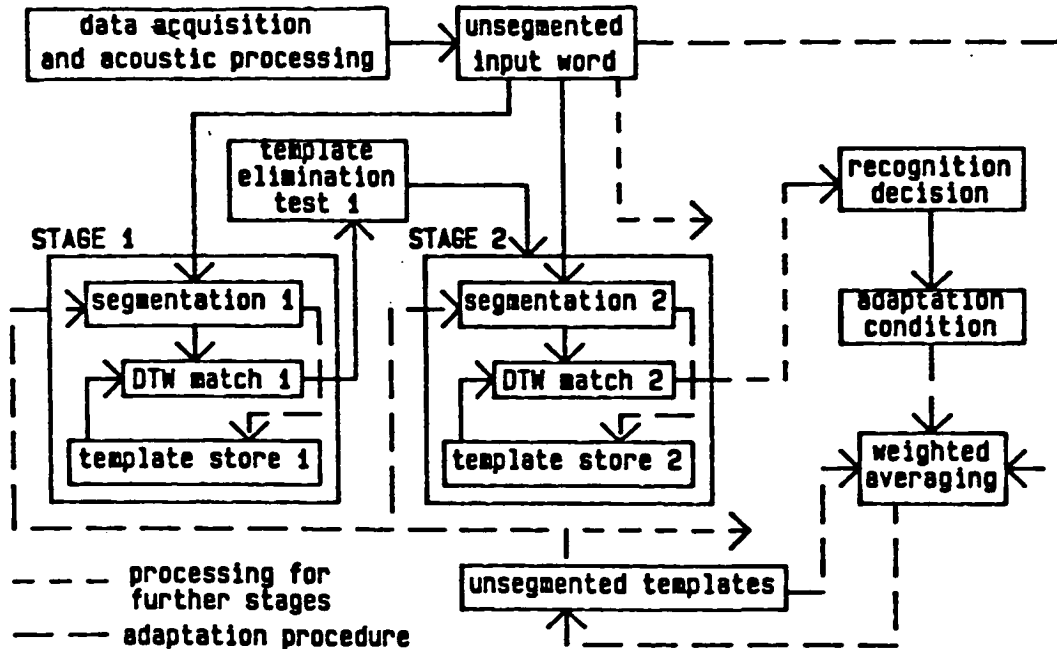 data acquisition
and acoustic processing
unsegmented
input word
template
elimination
test 1
recognition
decision
STAGE 1
STAGE 2
segmentation 1
segmentation 2
adaptation
condition
DTW match 1
DTW match 2
template store 1
template store 2
weighted
averaging
unsegmented templates
processing for
further stages
adaptation procedure